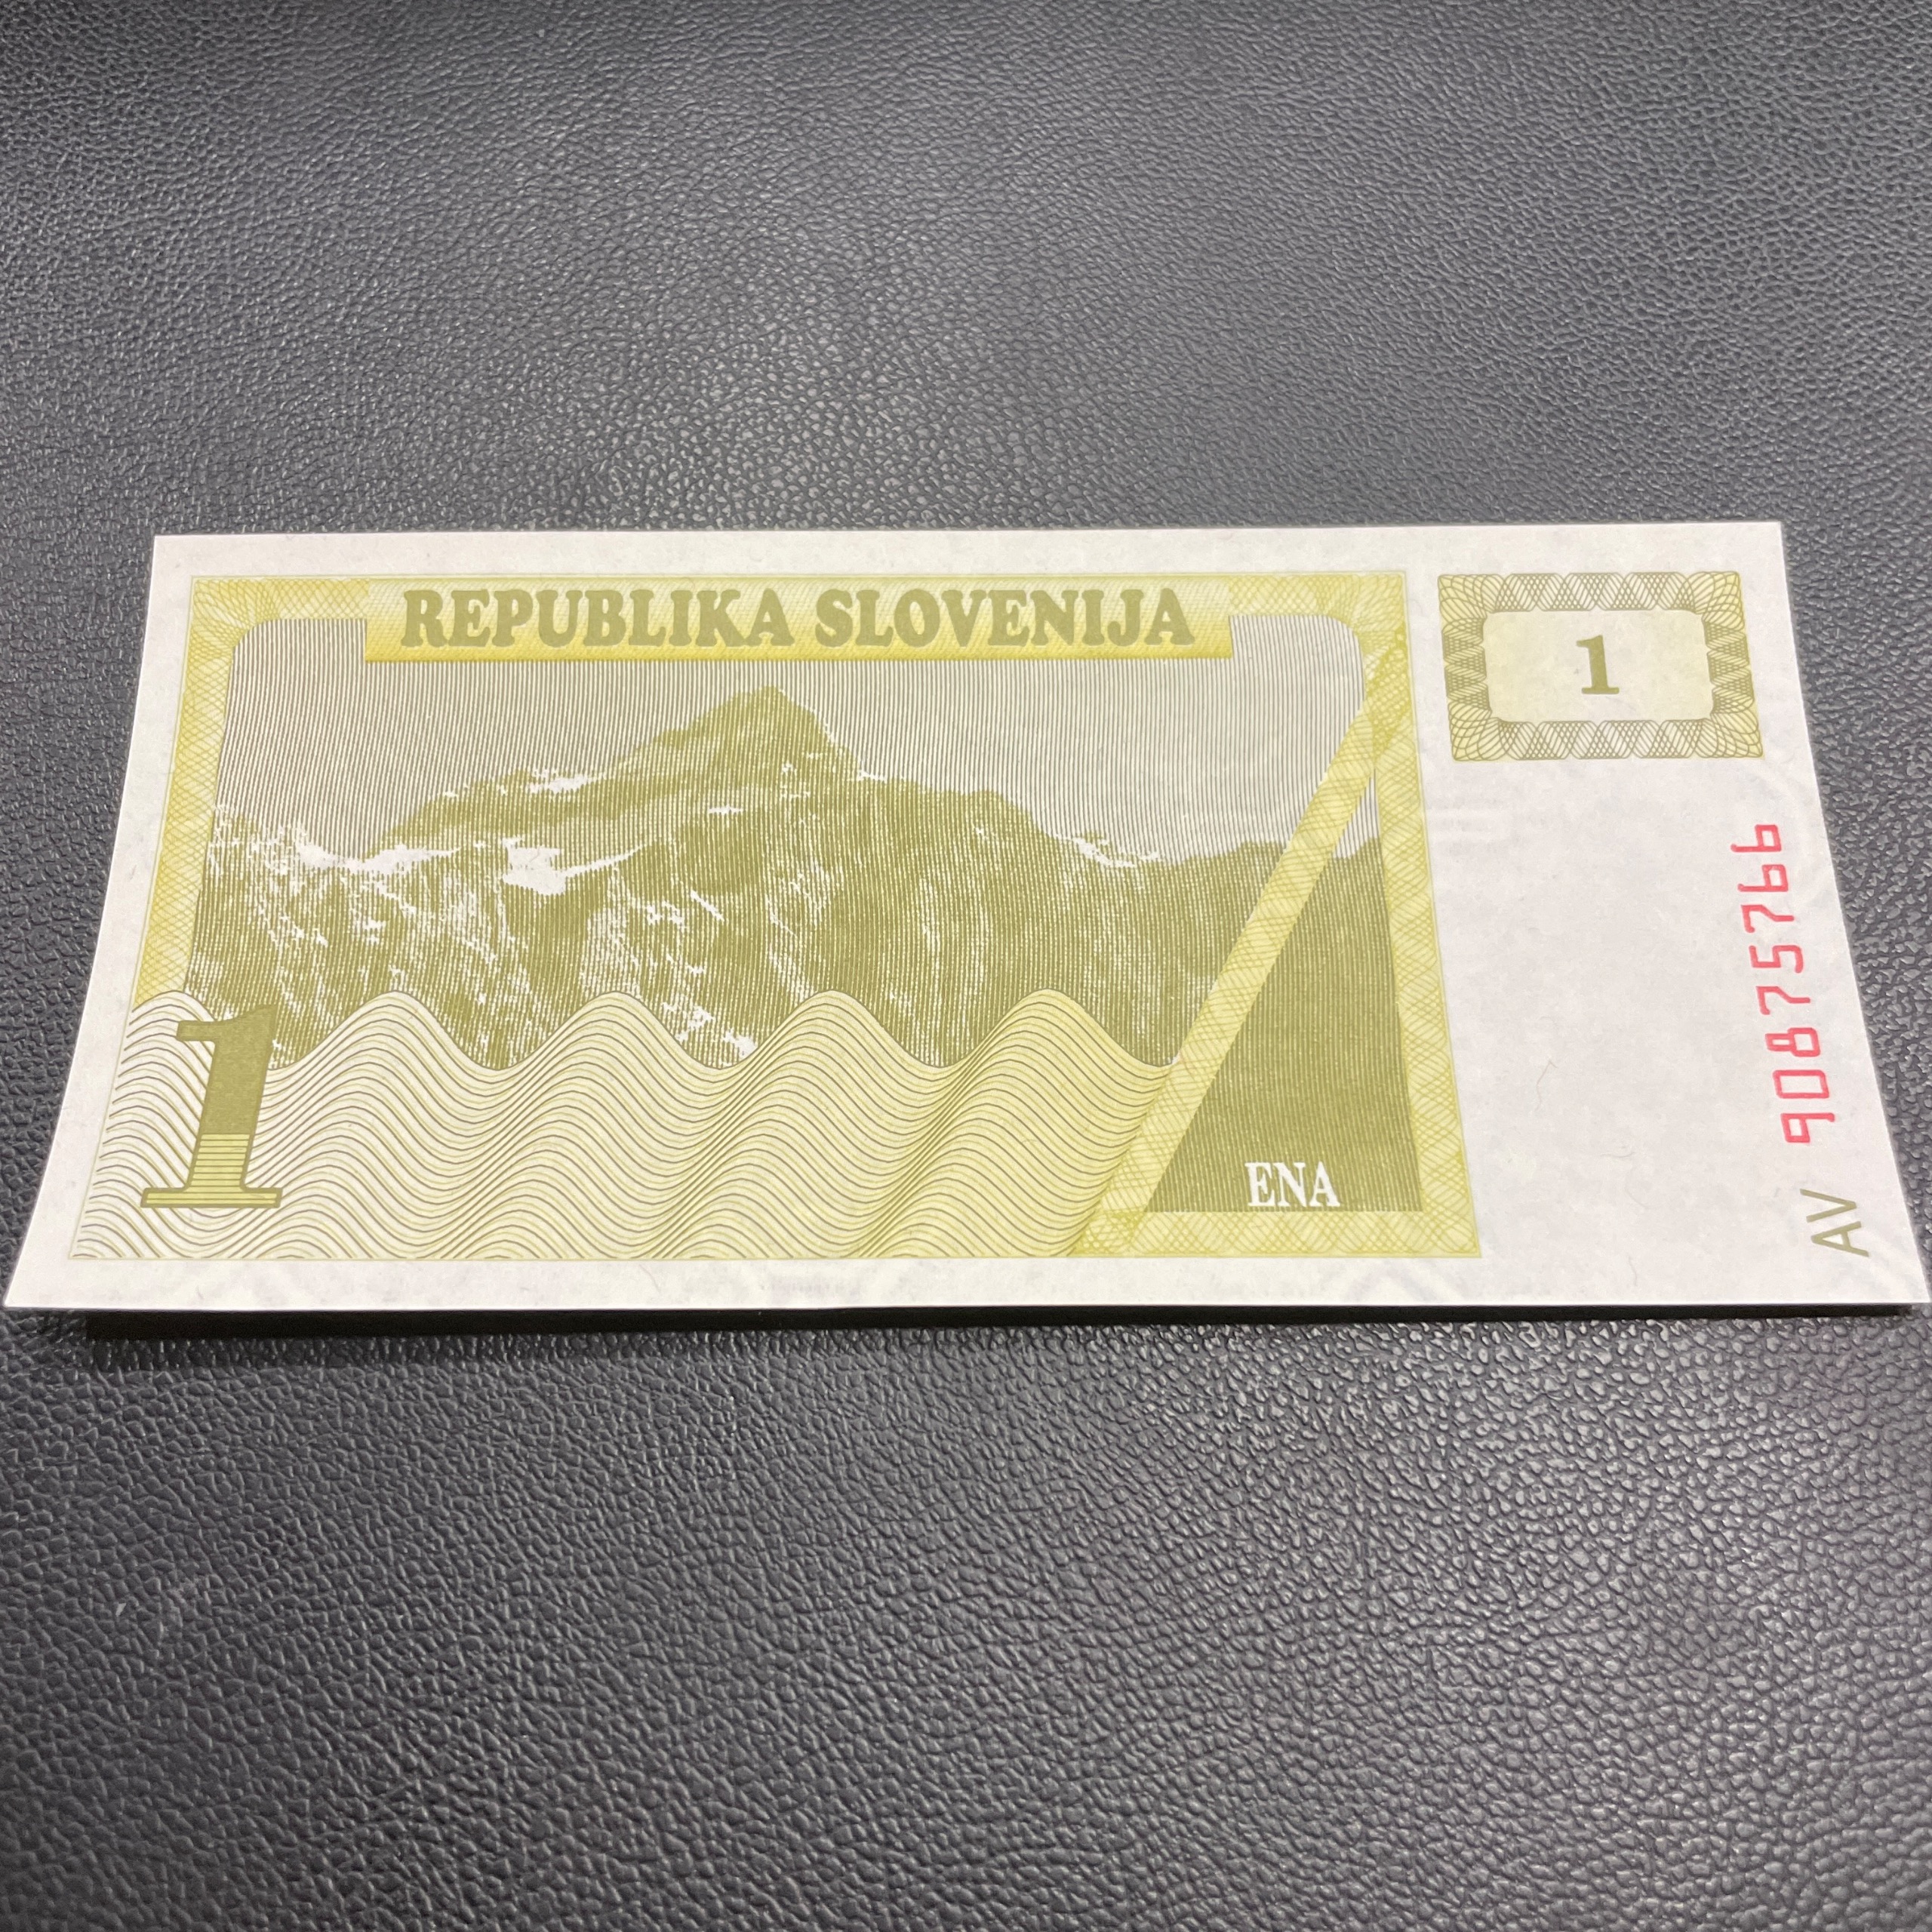 REPUBLIKA SLOVENIJA
1
1
ENA
AV 90875766